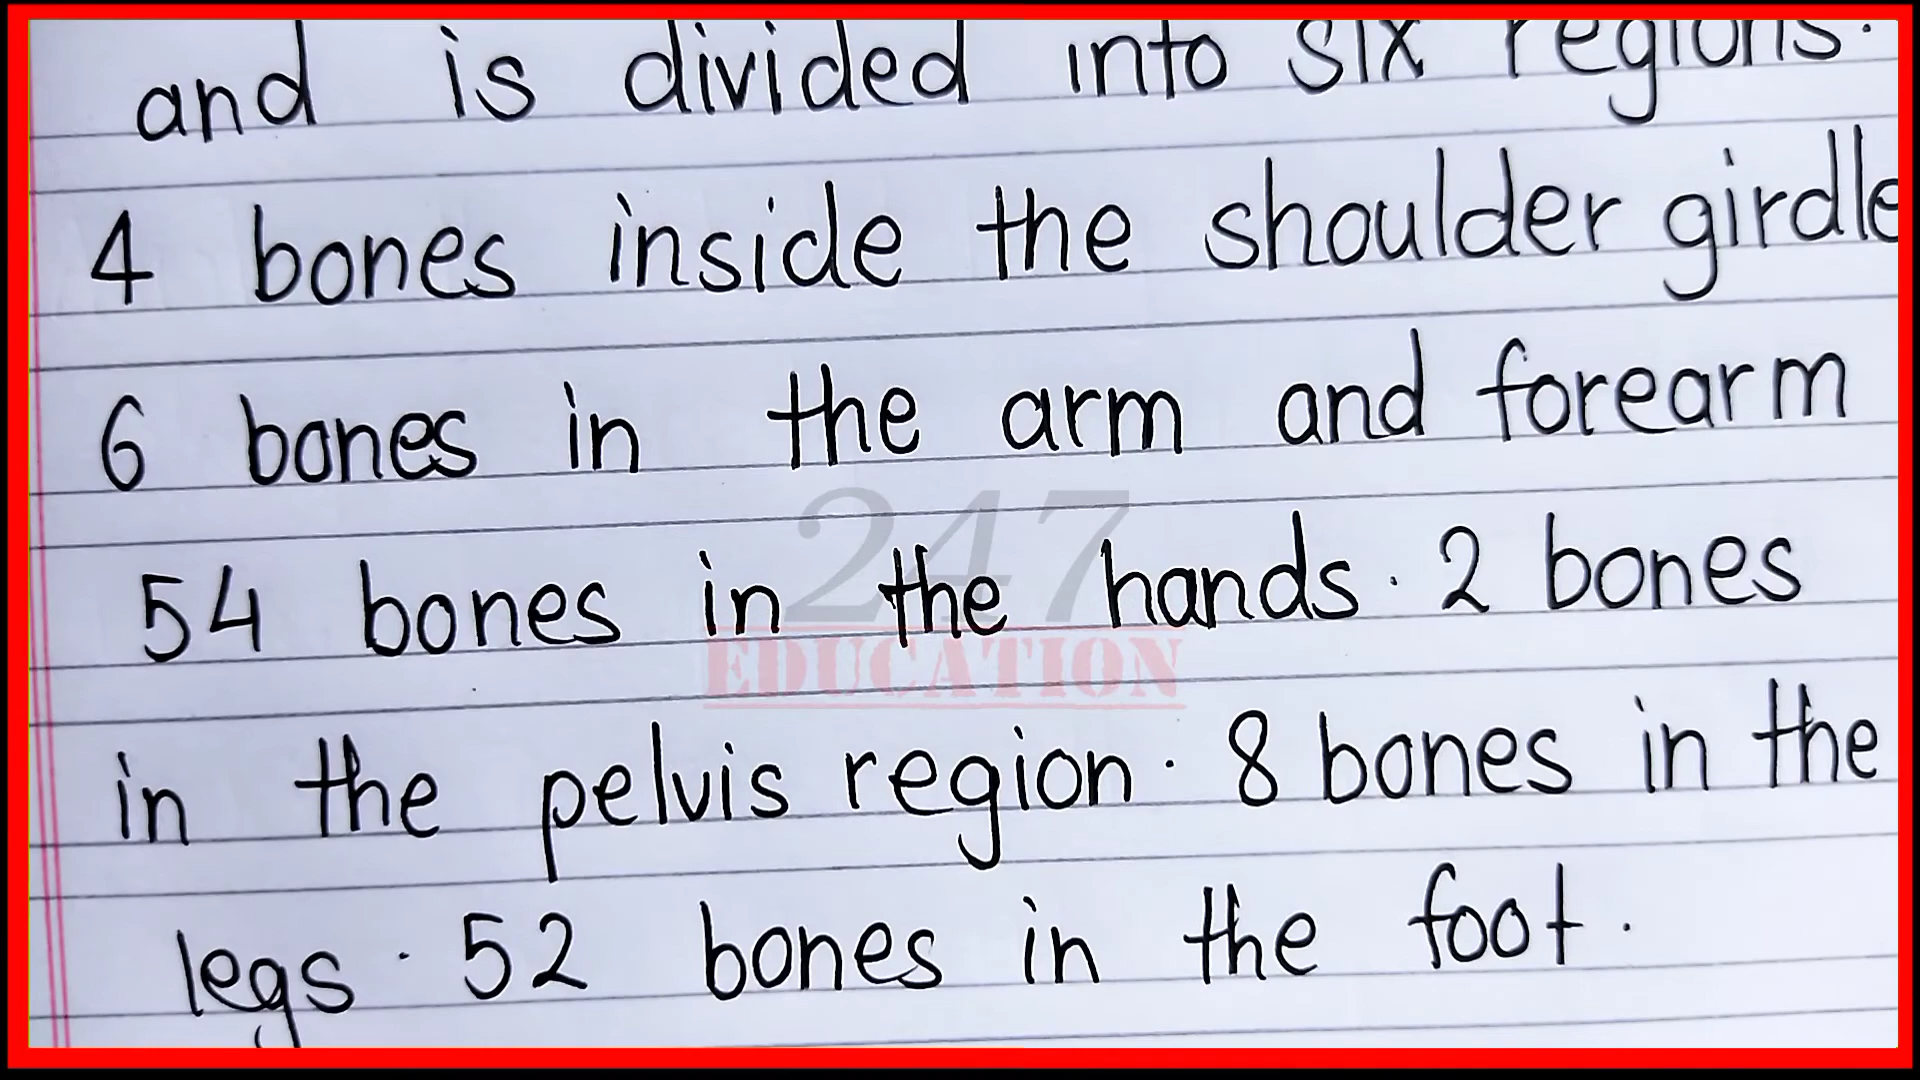 and is divided into six regions.
4 bones inside the shoulder girdle
6 bones in the arm and forearm
54 bones in the hands. 2 bones
247
EDUCATION
in the pelvis region. 8 bones in the
legs. 52 bones in the foot.